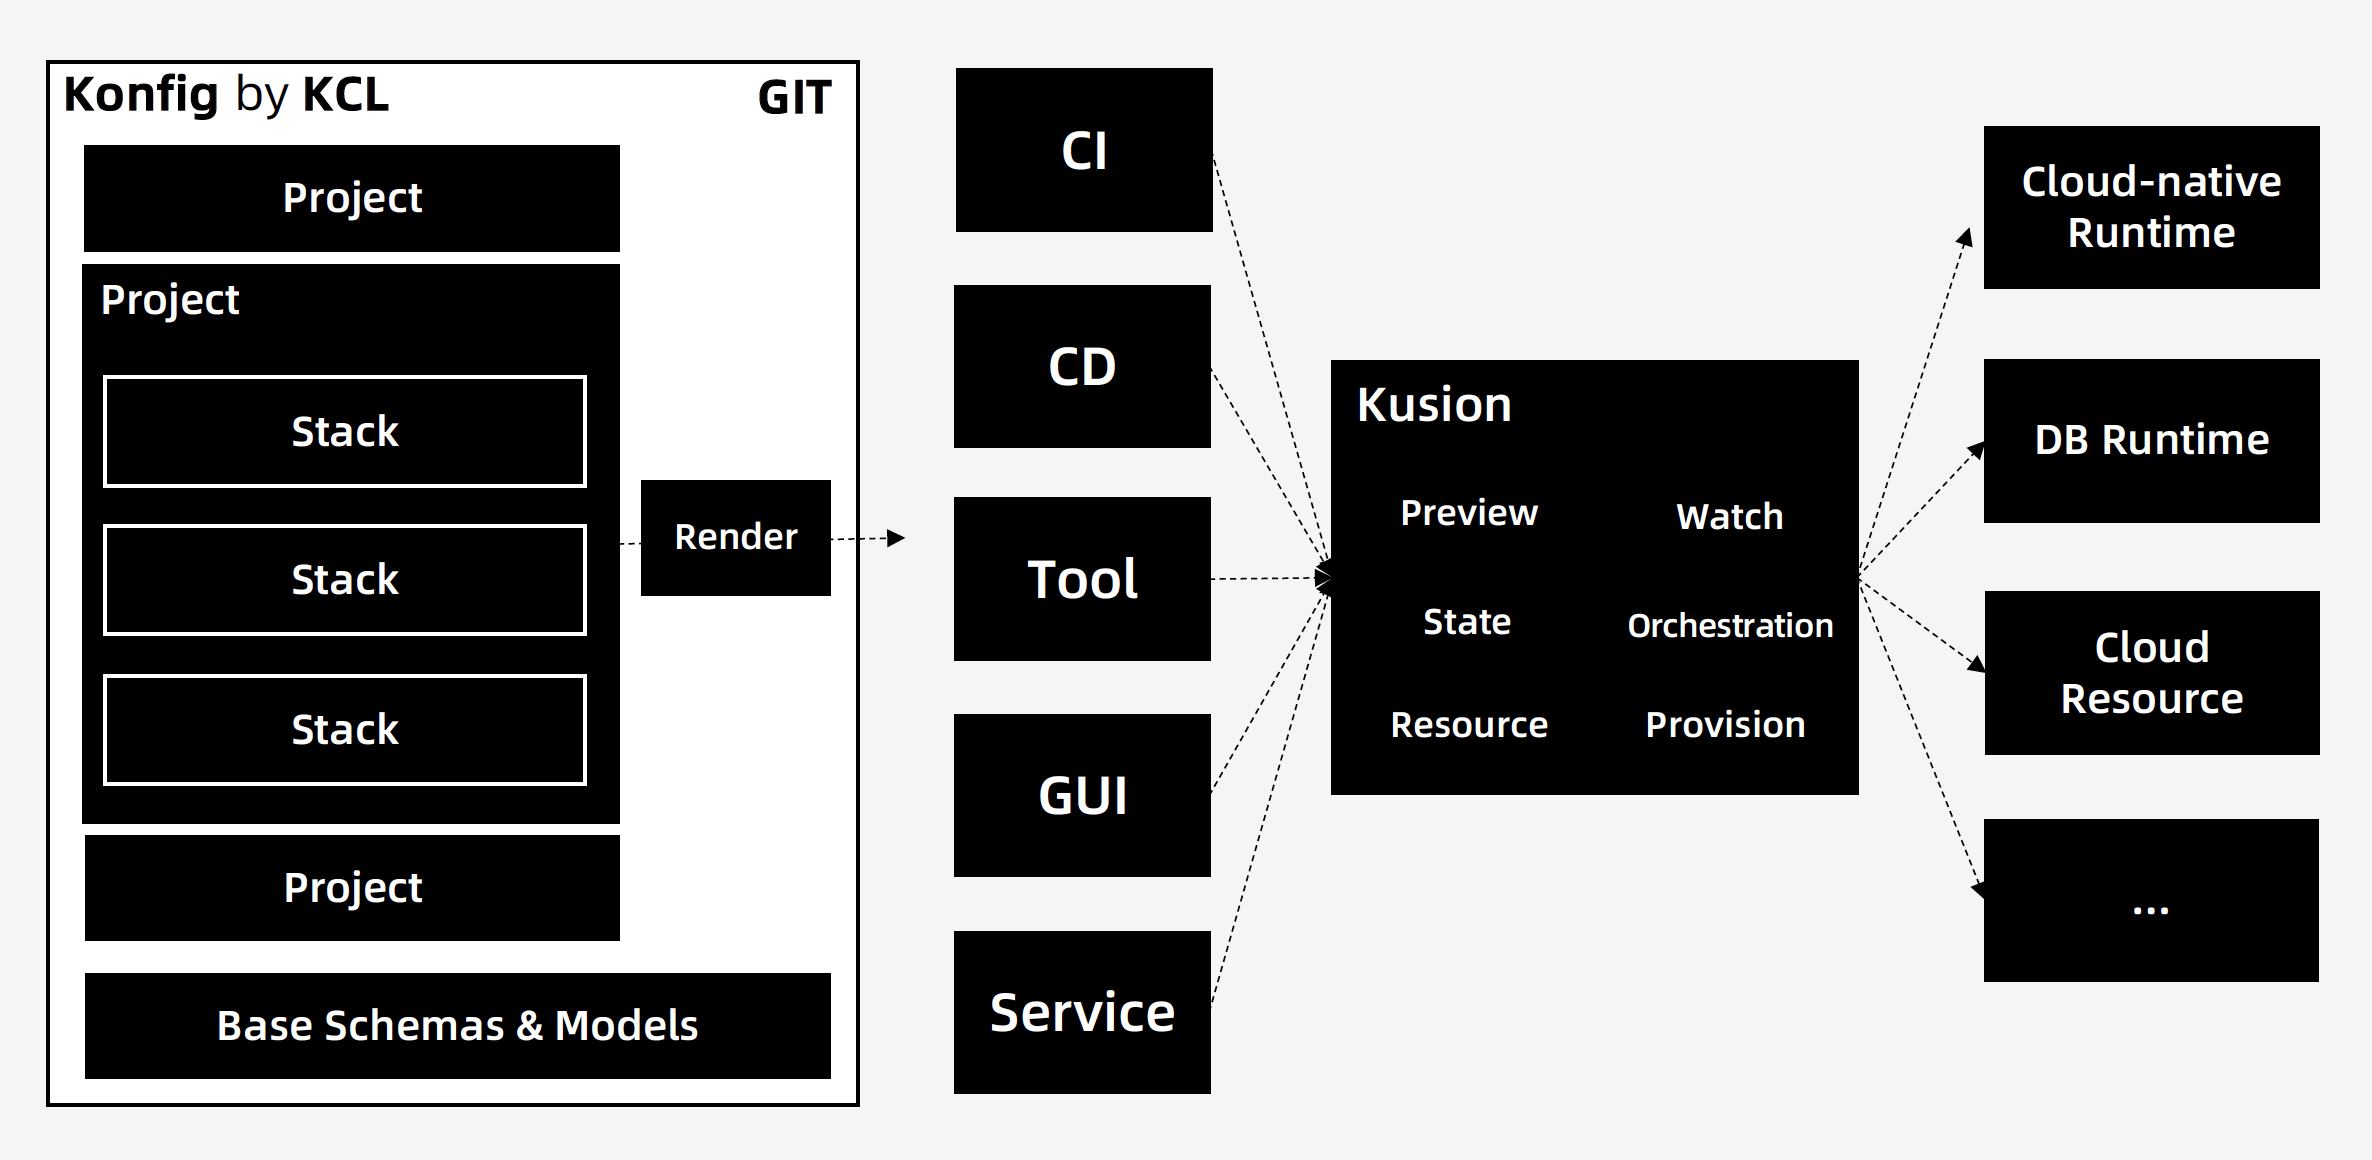 Konfig by KCL
GIT
Project
Project
Stack
Stack
Stack
Project
Base Schemas & Models
Render
CI
CD
Tool
GUI
Service
Kusion
Preview
Watch
State
Orchestration
Resource
Provision
Cloud-native
Runtime
DB Runtime
Cloud
Resource
...